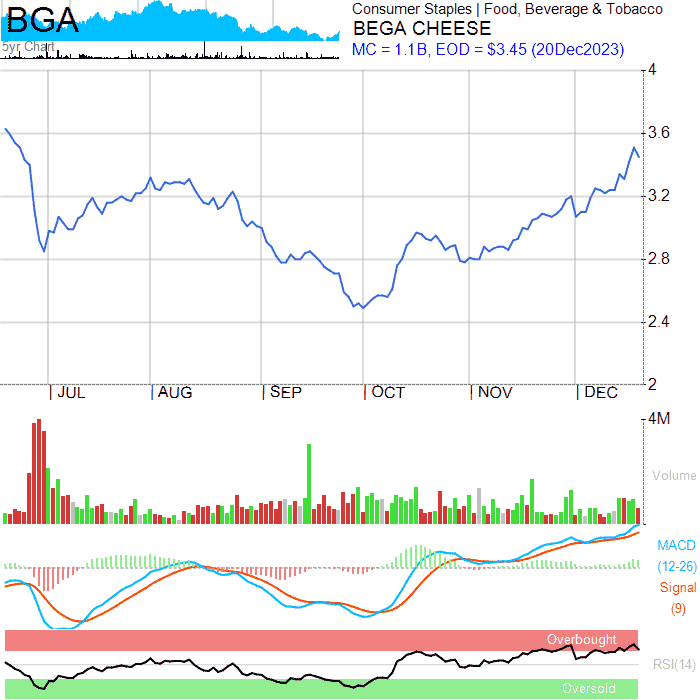 BGA
5yr Chart
Consumer Staples | Food, Beverage & Tobacco
BEGA CHEESE
MC = 1.1B, EOD = $3.45 (20Dec2023)
4
3.6
3.2
2.8
2.4
2
JUL AUG SEP OCT NOV DEC
4M
Volume
MACD
(12-26)
Signal
(9)
Overbought
RSI(14)
Oversold